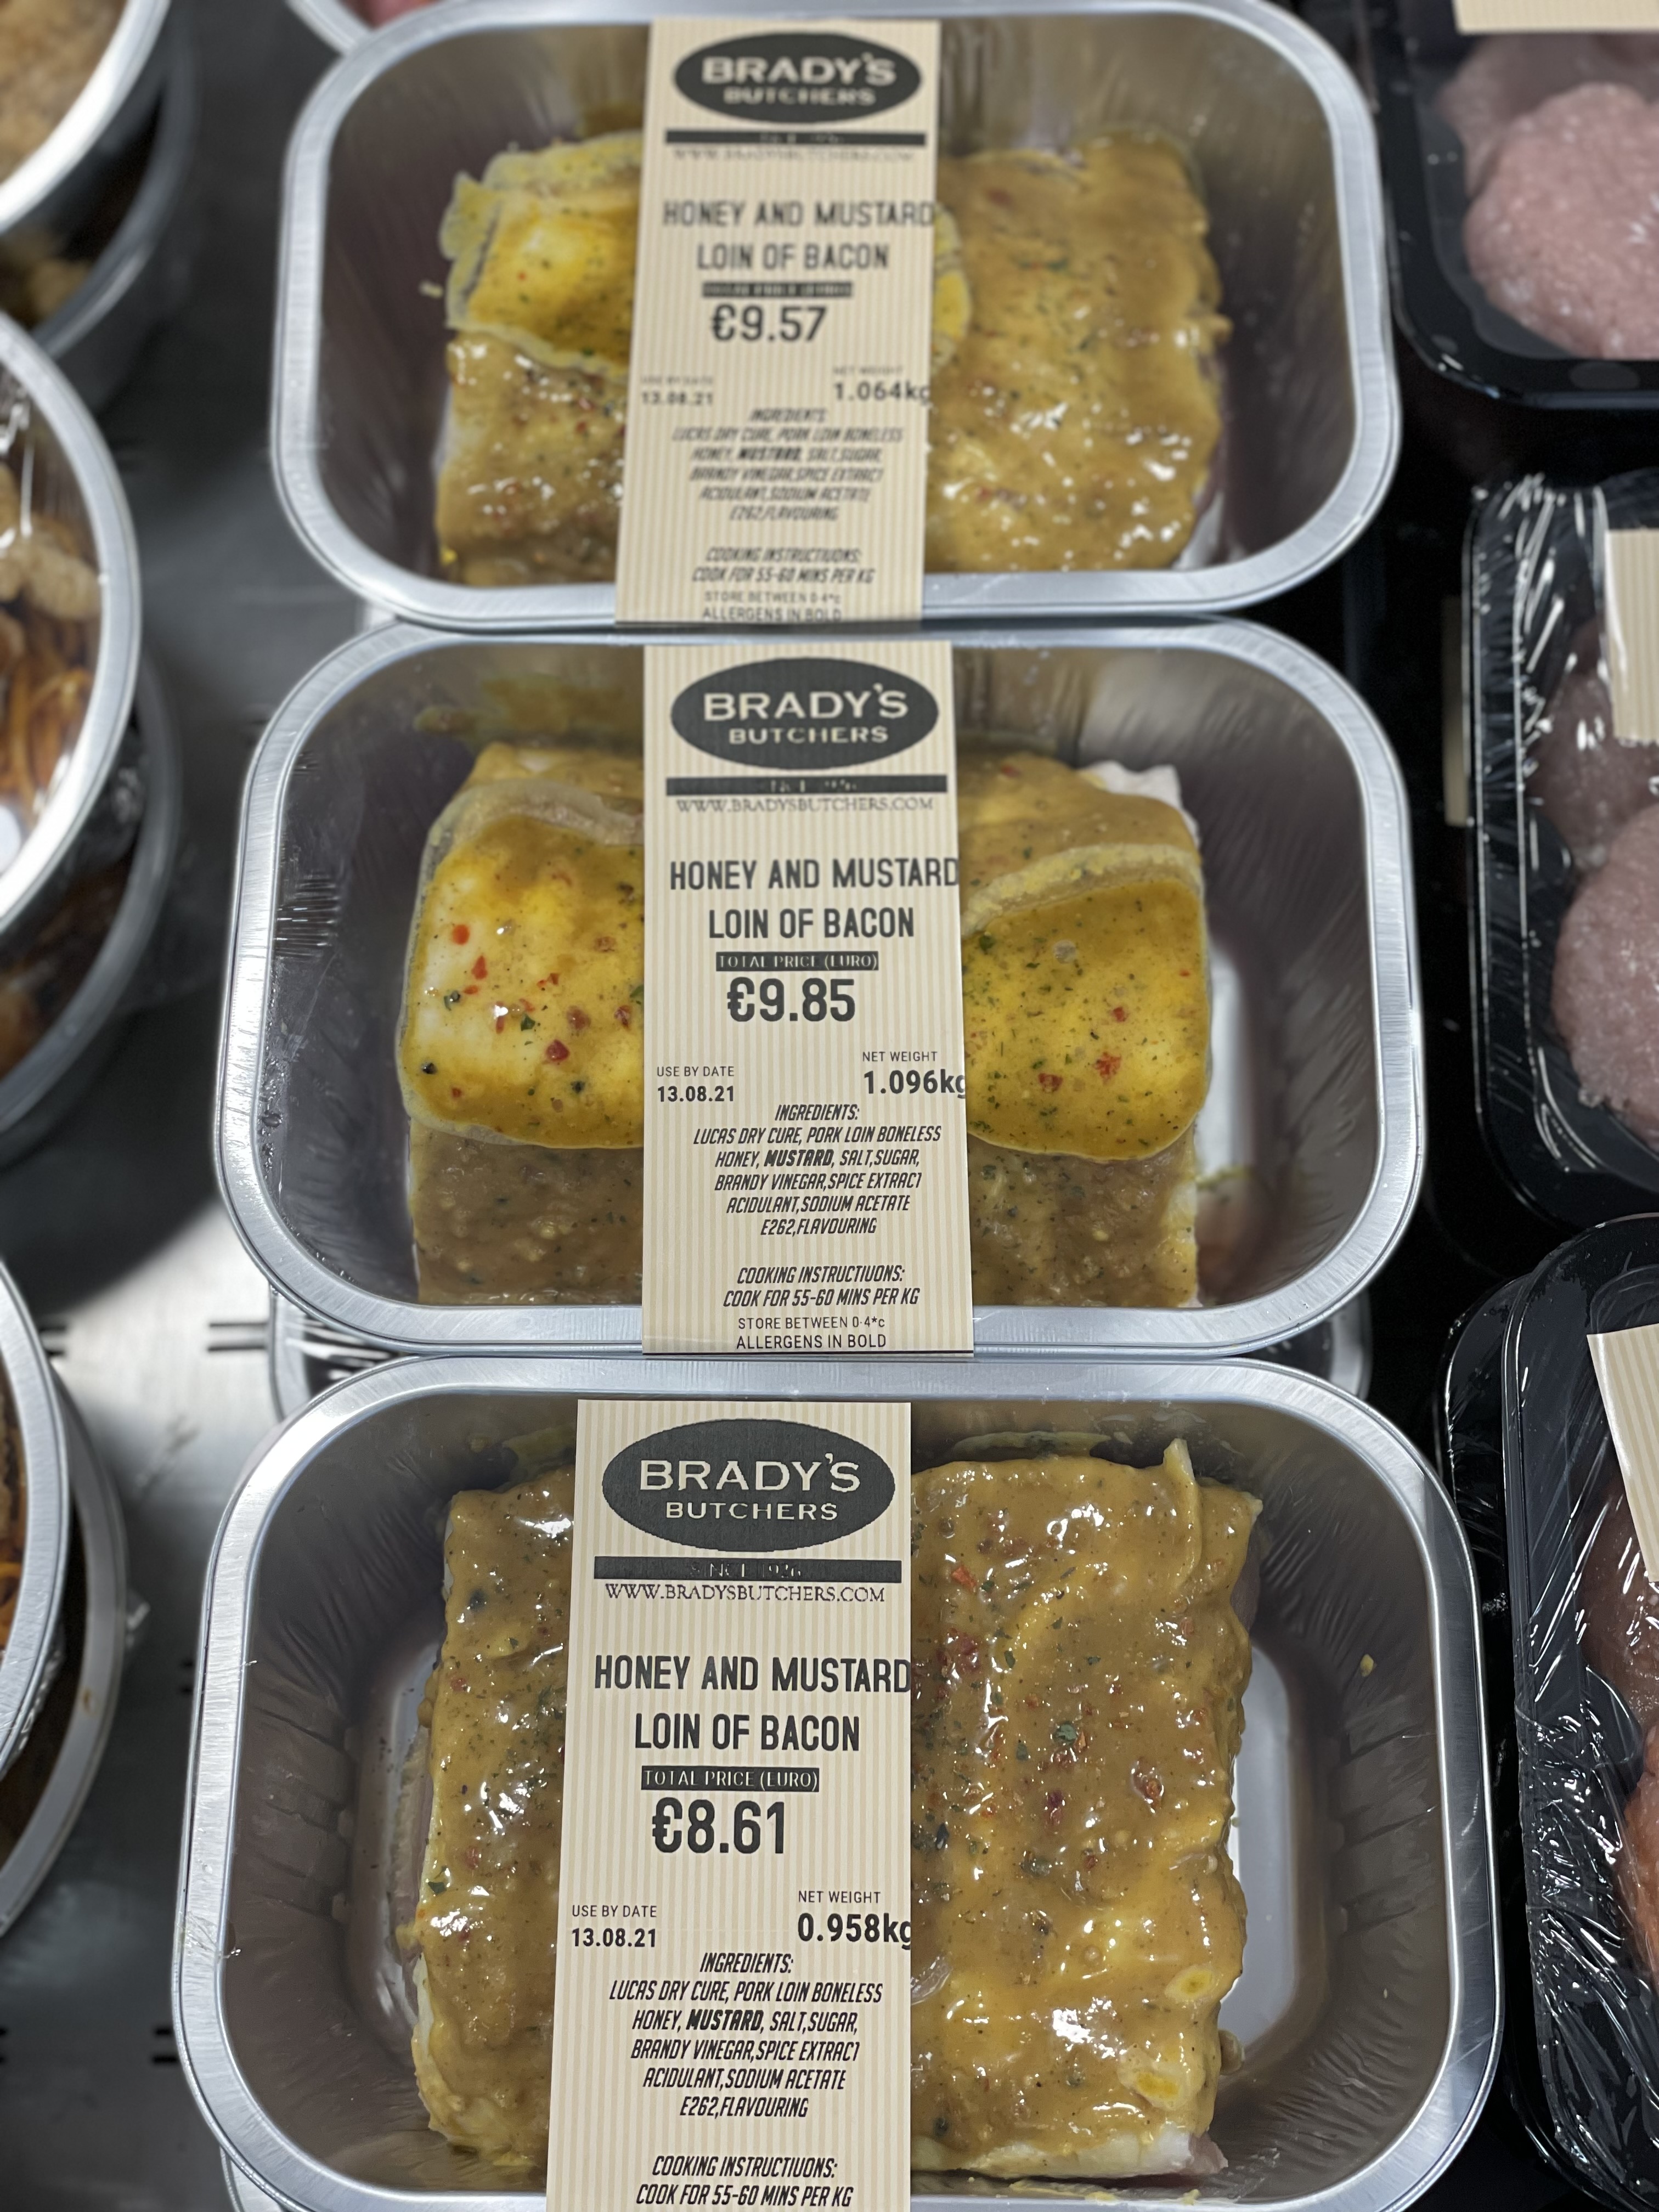 BRADY'S
BUTCHERS
WWW.BRADYSBUTCHERS.COM
HONEY AND MUSTARD
LOIN OF BACON
€9.57
USE BY DATE
13.08.21
NET WEIGHT
1.064kg
INGREDIENTS:
LUCAS DRY CURE, PORK LOIN BONELESS
HONEY, MUSTARD, SALT,SUGAR,
BRANDY VINEGAR,SPICE EXTRACT
ACIDULANT,SODIUM ACETATE
E262,FLAVOURING
COOKING INSTRUCTIUONS:
COOK FOR 55-60 MINS PER KG
STORE BETWEEN 0-4*c
ALLERGENS IN BOLD
BRADY'S
BUTCHERS
WWW.BRADYSBUTCHERS.COM
HONEY AND MUSTARD
LOIN OF BACON
TOTAL PRICE (EURO)
€9.85
USE BY DATE
13.08.21
NET WEIGHT
1.096kg
INGREDIENTS:
LUCAS DRY CURE, PORK LOIN BONELESS
HONEY, MUSTARD, SALT,SUGAR,
BRANDY VINEGAR,SPICE EXTRACT
ACIDULANT,SODIUM ACETATE
E262,FLAVOURING
COOKING INSTRUCTIUONS:
COOK FOR 55-60 MINS PER KG
STORE BETWEEN 0-4*c
ALLERGENS IN BOLD
BRADY'S
BUTCHERS
SINCE 1926
WWW.BRADYSBUTCHERS.COM
HONEY AND MUSTARD
LOIN OF BACON
TOTAL PRICE (EURO)
€8.61
USE BY DATE
13.08.21
NET WEIGHT
0.958kg
INGREDIENTS:
LUCAS DRY CURE, PORK LOIN BONELESS
HONEY, MUSTARD, SALT,SUGAR,
BRANDY VINEGAR,SPICE EXTRACT
ACIDULANT,SODIUM ACETATE
E262,FLAVOURING
COOKING INSTRUCTIUONS:
COOK FOR 55-60 MINS PER KG